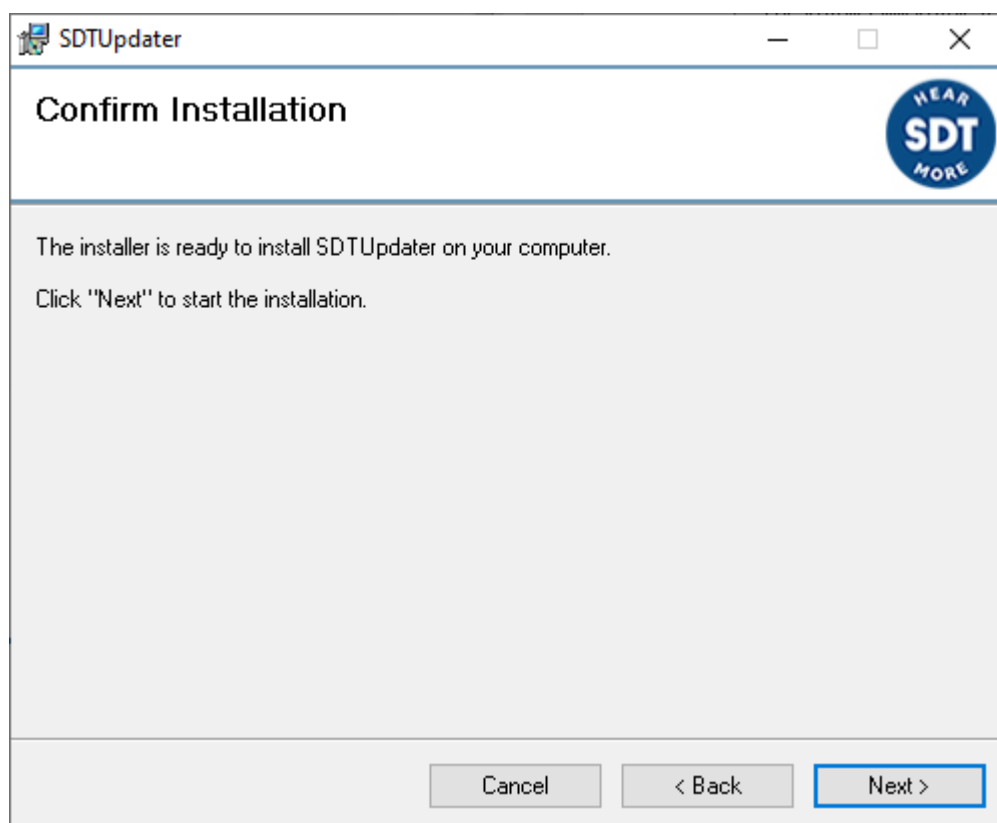 SDTUpdater
Confirm Installation
HEAR
SDT
MORE
The installer is ready to install SDTUpdater on your computer.
Click "Next" to start the installation.
Cancel
< Back
Next >